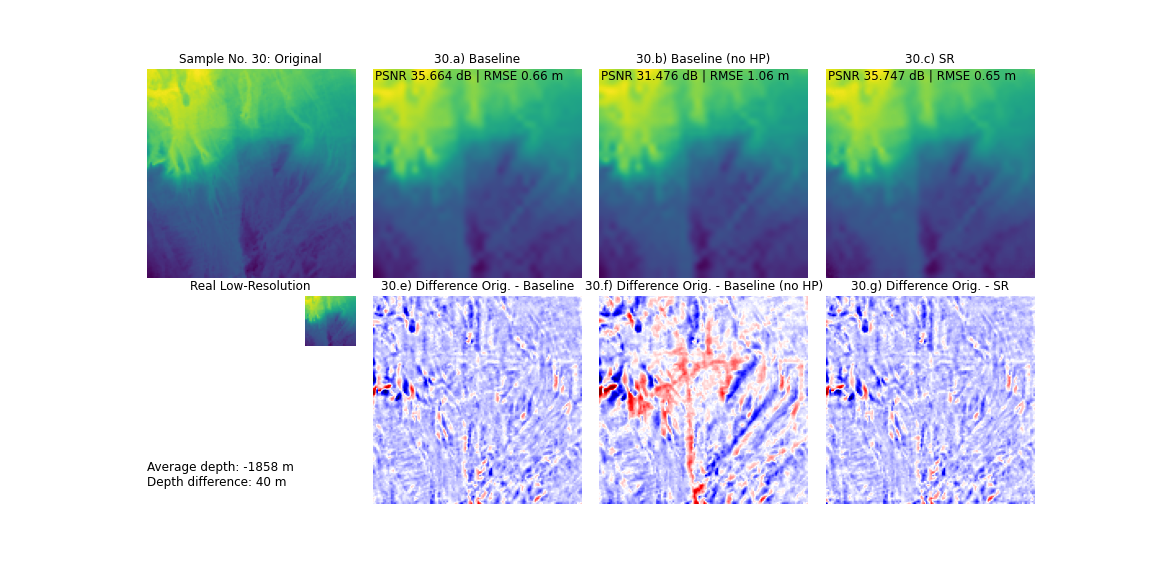 Sample No. 30: Original
30.a) Baseline
30.b) Baseline (no HP)
30.c) SR
PSNR 35.664 dB | RMSE 0.66 m
PSNR 31.476 dB | RMSE 1.06 m
PSNR 35.747 dB | RMSE 0.65 m
Real Low-Resolution
30.e) Difference Orig. - Baseline
30.f) Difference Orig. - Baseline (no HP)
30.g) Difference Orig. - SR
Average depth: -1858 m
Depth difference: 40 m